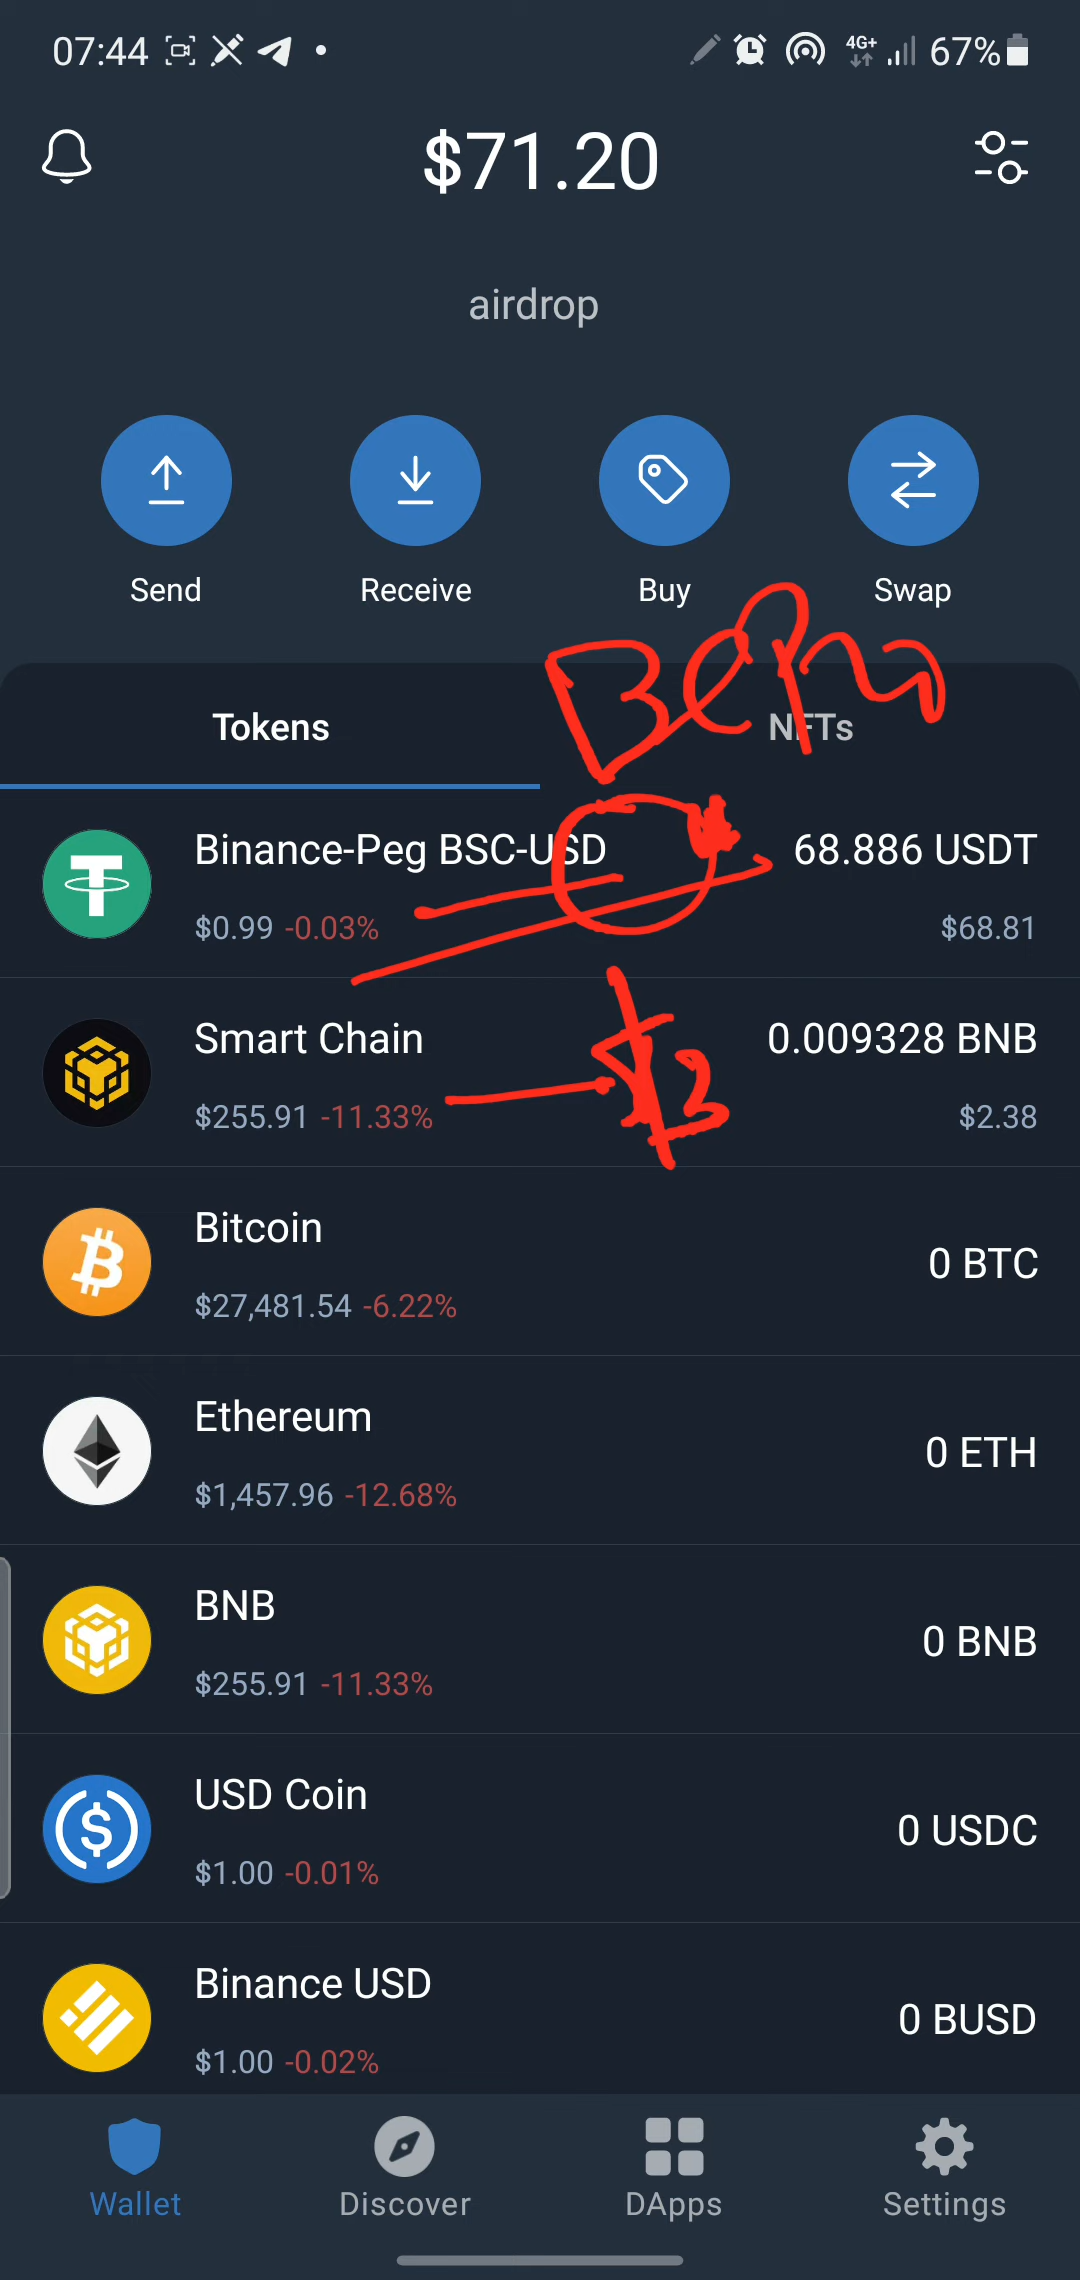 07:44 4G+ 67%
$71.20
airdrop
Send Receive Buy Swap
Tokens NFTs
Binance-Peg BSC-USD 68.886 USDT
$0.99 -0.03% $68.81
$3
Smart Chain 0.009328 BNB
$255.91 -11.33% $2.38
Bitcoin 0 BTC
$27,481.54 -6.22%
Ethereum 0 ETH
$1,457.96 -12.68%
BNB 0 BNB
$255.91 -11.33%
USD Coin 0 USDC
$1.00 -0.01%
Binance USD 0 BUSD
$1.00 -0.02%
Wallet Discover DApps Settings